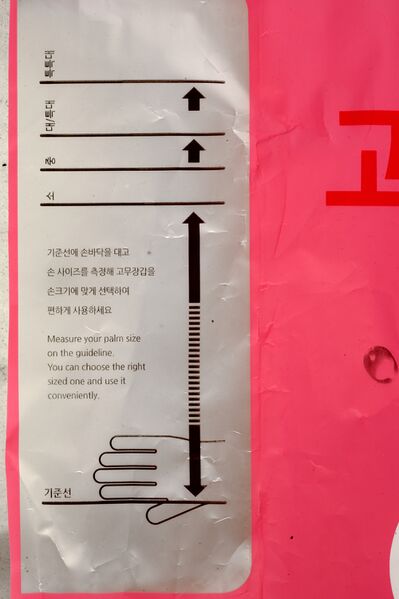 특특대
대/특대
중
소
기준선에 손바닥을 대고
손 사이즈를 측정해 고무장갑을
손크기에 맞게 선택하여
편하게 사용하세요
Measure your palm size
on the guideline.
You can choose the right
sized one and use it
conveniently.
기준선
고